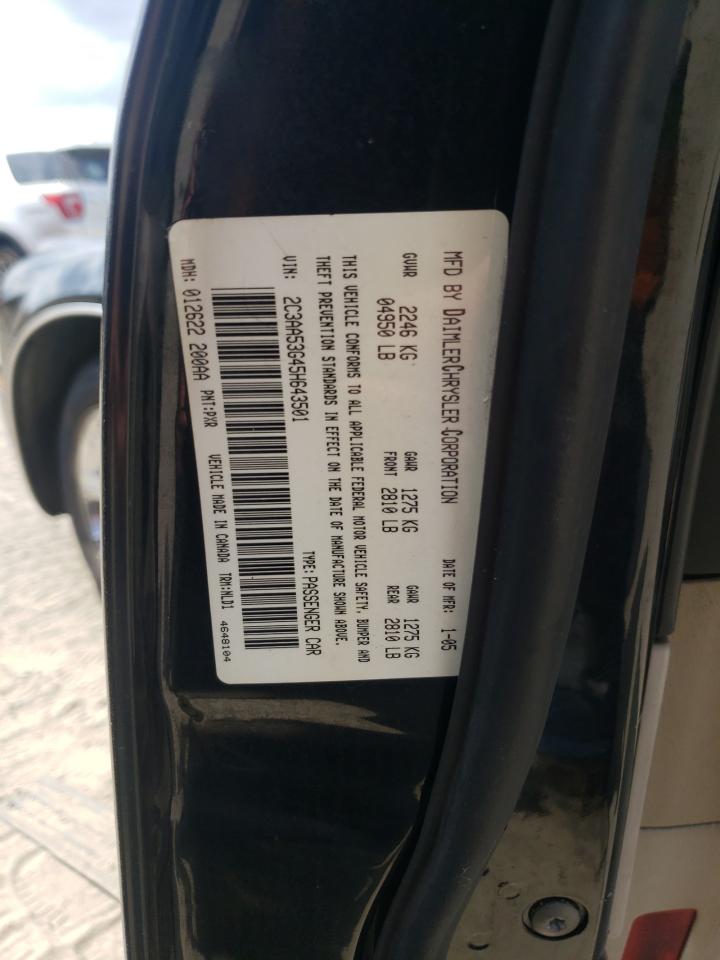 MFD BY DAIMLERCHRYSLER CORPORATION DATE OF MFR: 1-05
GVWR 2246 KG GAWR 1275 KG GAWR 1275 KG
04950 LB FRONT 2810 LB REAR 2810 LB
THIS VEHICLE CONFORMS TO ALL APPLICABLE FEDERAL MOTOR VEHICLE SAFETY, BUMPER AND
THEFT PREVENTION STANDARDS IN EFFECT ON THE DATE OF MANUFACTURE SHOWN ABOVE.
VIN: 2C3AA53G45H643501 TYPE: PASSENGER CAR
MDH: 012622 200AA PNT:PXR VEHICLE MADE IN CANADA TRM:NLD1 4648104